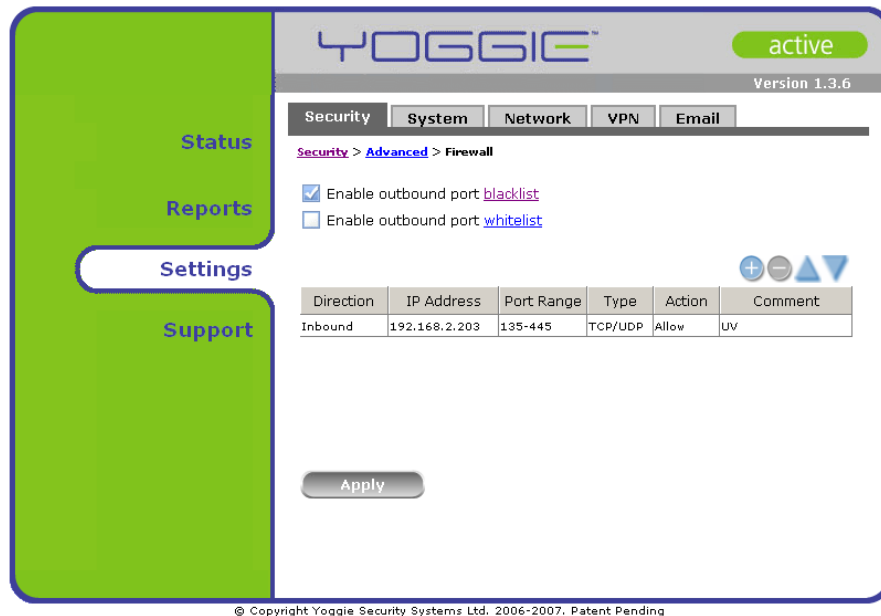 YOGGIE™
active
Version 1.3.6
Security System Network VPN Email
Status
Reports
Settings
Support
Security > Advanced > Firewall
Enable outbound port blacklist
Enable outbound port whitelist
Direction IP Address Port Range Type Action Comment
Inbound 192.168.2.203 135-445 TCP/UDP Allow UV
Apply
© Copyright Yoggie Security Systems Ltd. 2006-2007. Patent Pending